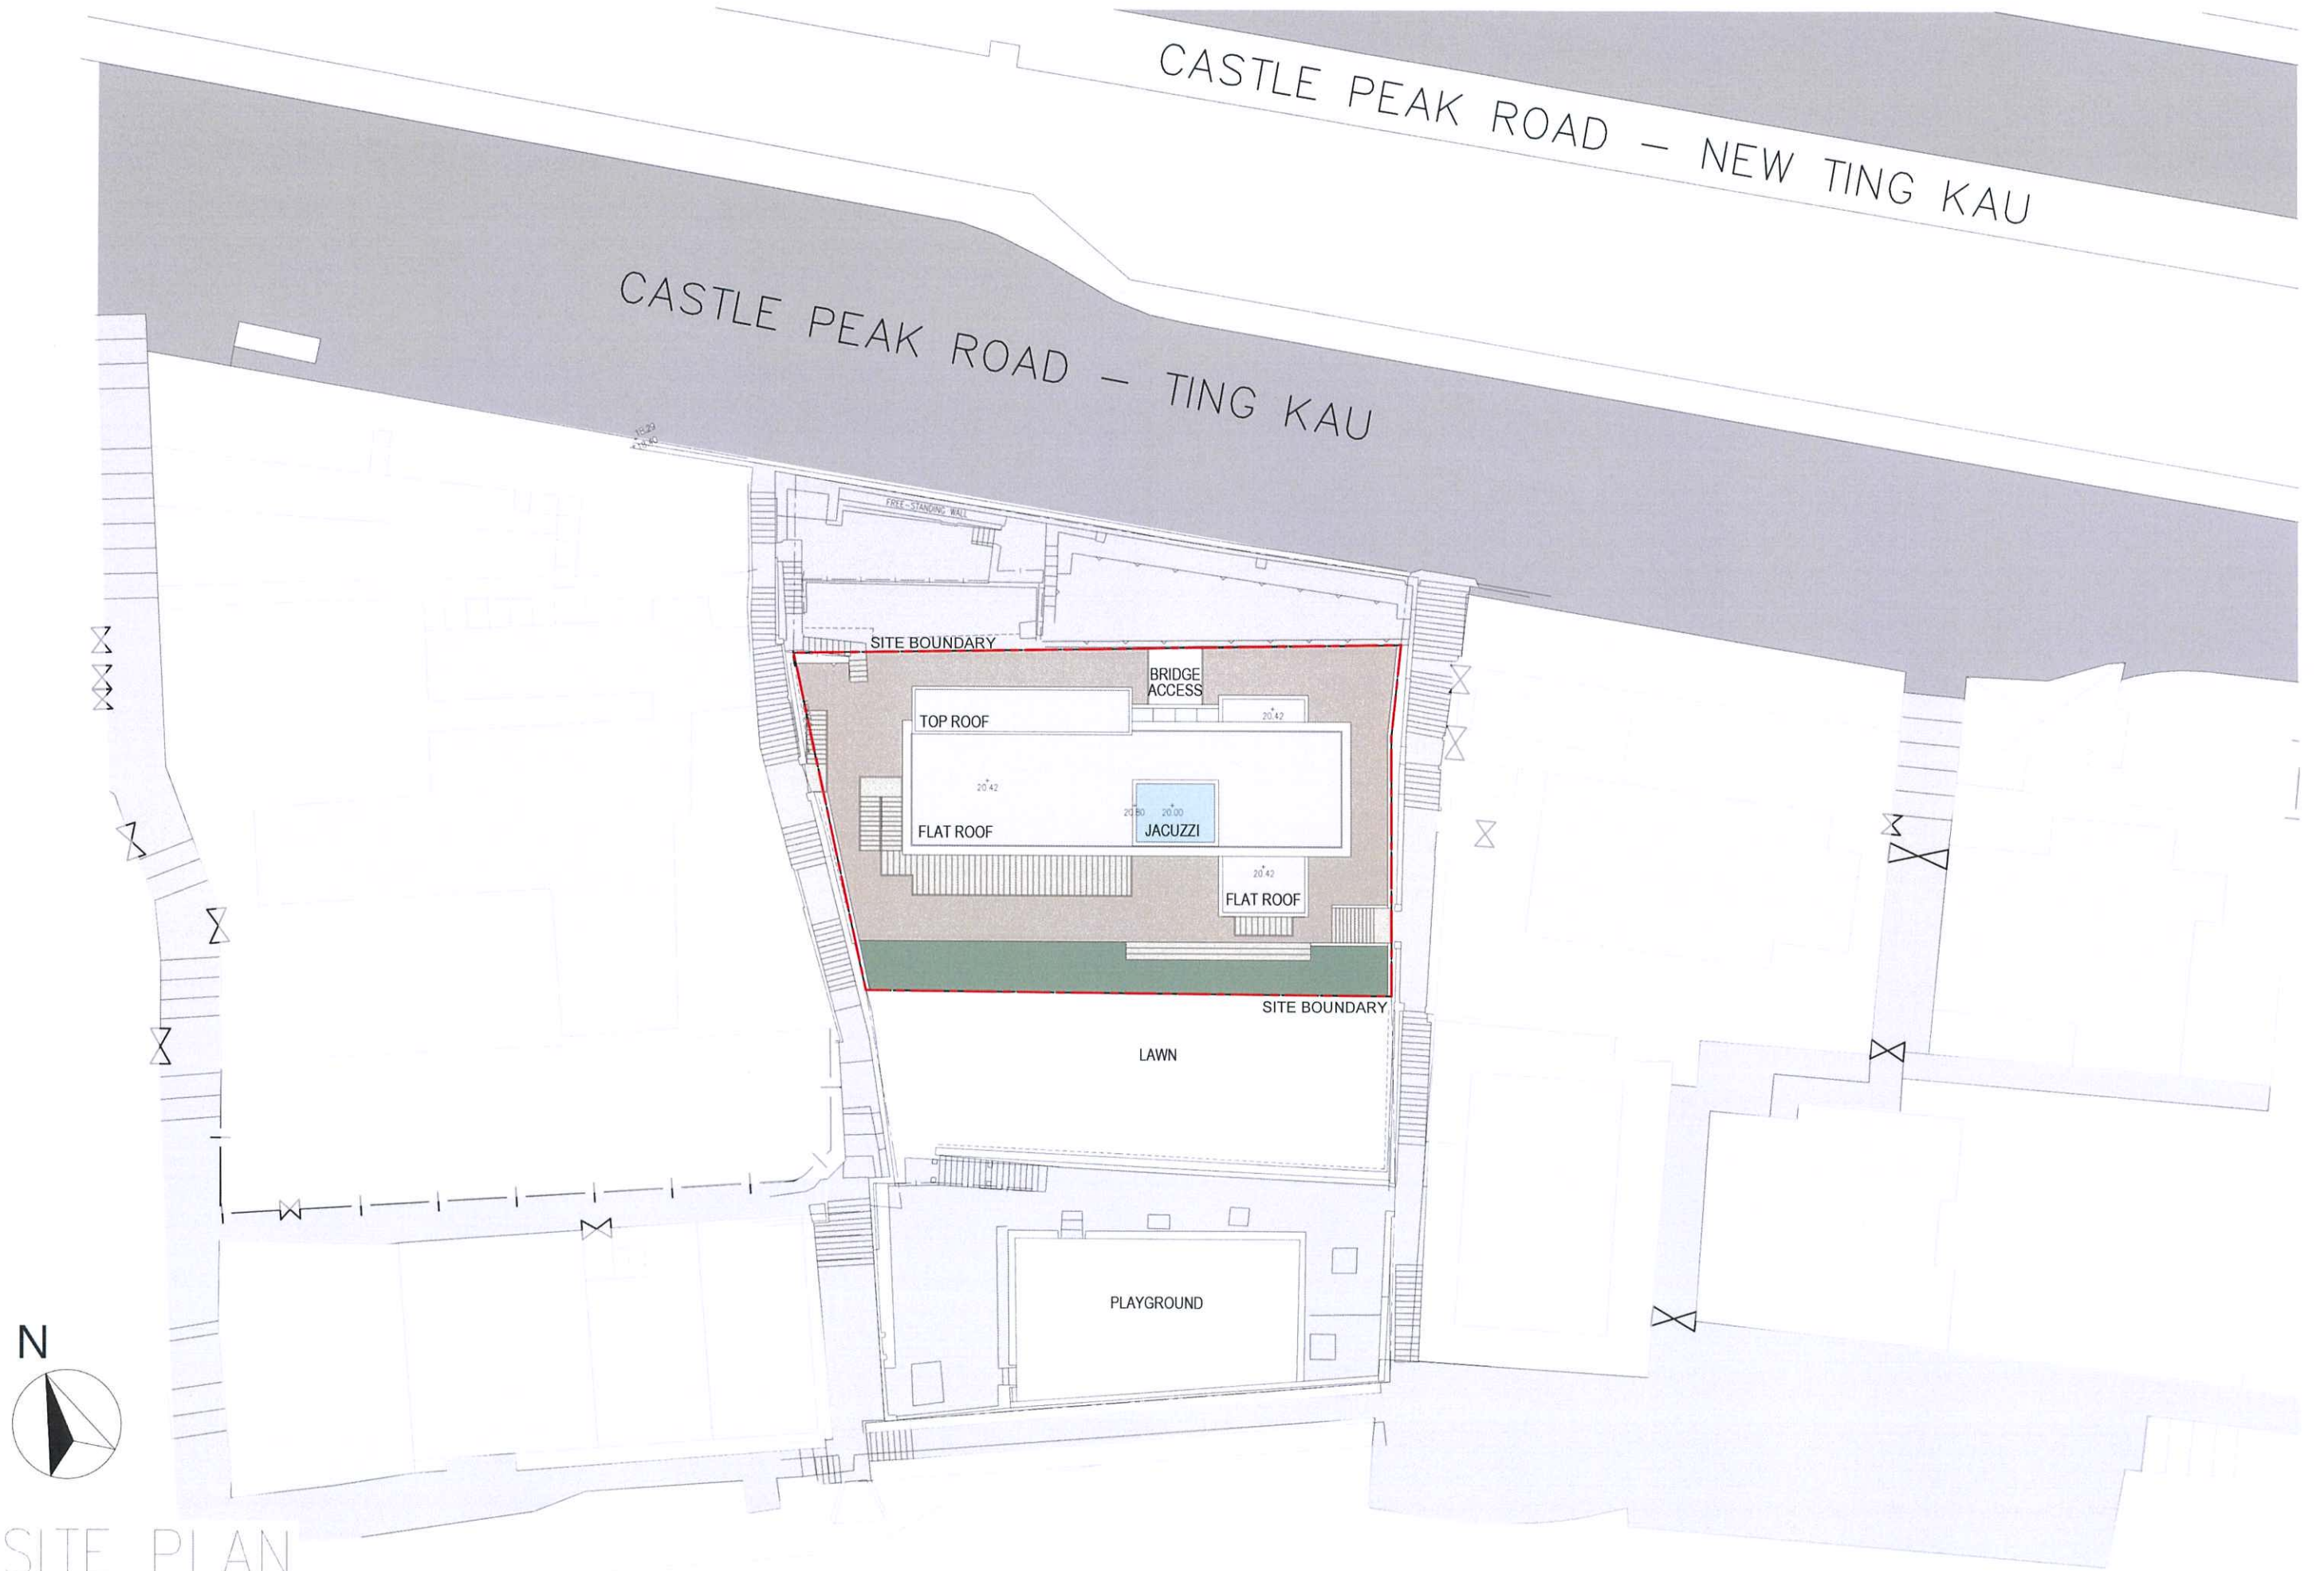 CASTLE PEAK ROAD – NEW TING KAU
CASTLE PEAK ROAD – TING KAU
18.29
FREE-STANDING WALL
SITE BOUNDARY
BRIDGE
ACCESS
TOP ROOF
20.42
20.42
20.00
FLAT ROOF
JACUZZI
20.42
FLAT ROOF
SITE BOUNDARY
LAWN
PLAYGROUND
N
SITE PLAN